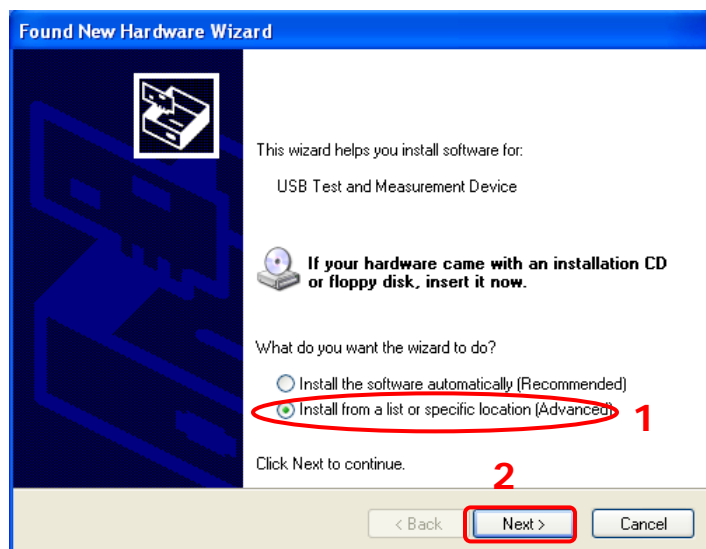 Found New Hardware Wizard
This wizard helps you install software for:
USB Test and Measurement Device
If your hardware came with an installation CD
or floppy disk, insert it now.
What do you want the wizard to do?
Install the software automatically (Recommended)
Install from a list or specific location (Advanced)
1
Click Next to continue.
2
< Back
Next >
Cancel